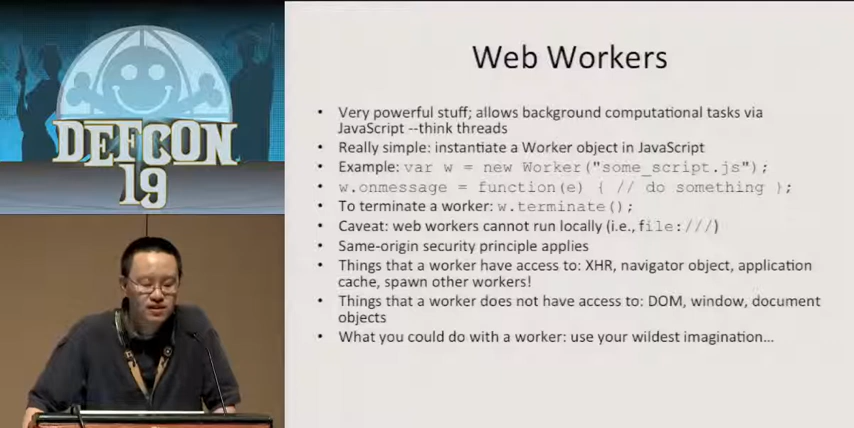 DEFCON
19
Web Workers
• Very powerful stuff; allows background computational tasks via
JavaScript --think threads
• Really simple: instantiate a Worker object in JavaScript
• Example: var w = new Worker("some_script.js");
• w.onmessage = function(e) { // do something };
• To terminate a worker: w.terminate();
• Caveat: web workers cannot run locally (i.e., file:///)
• Same-origin security principle applies
• Things that a worker have access to: XHR, navigator object, application
cache, spawn other workers!
• Things that a worker does not have access to: DOM, window, document
objects
• What you could do with a worker: use your wildest imagination…